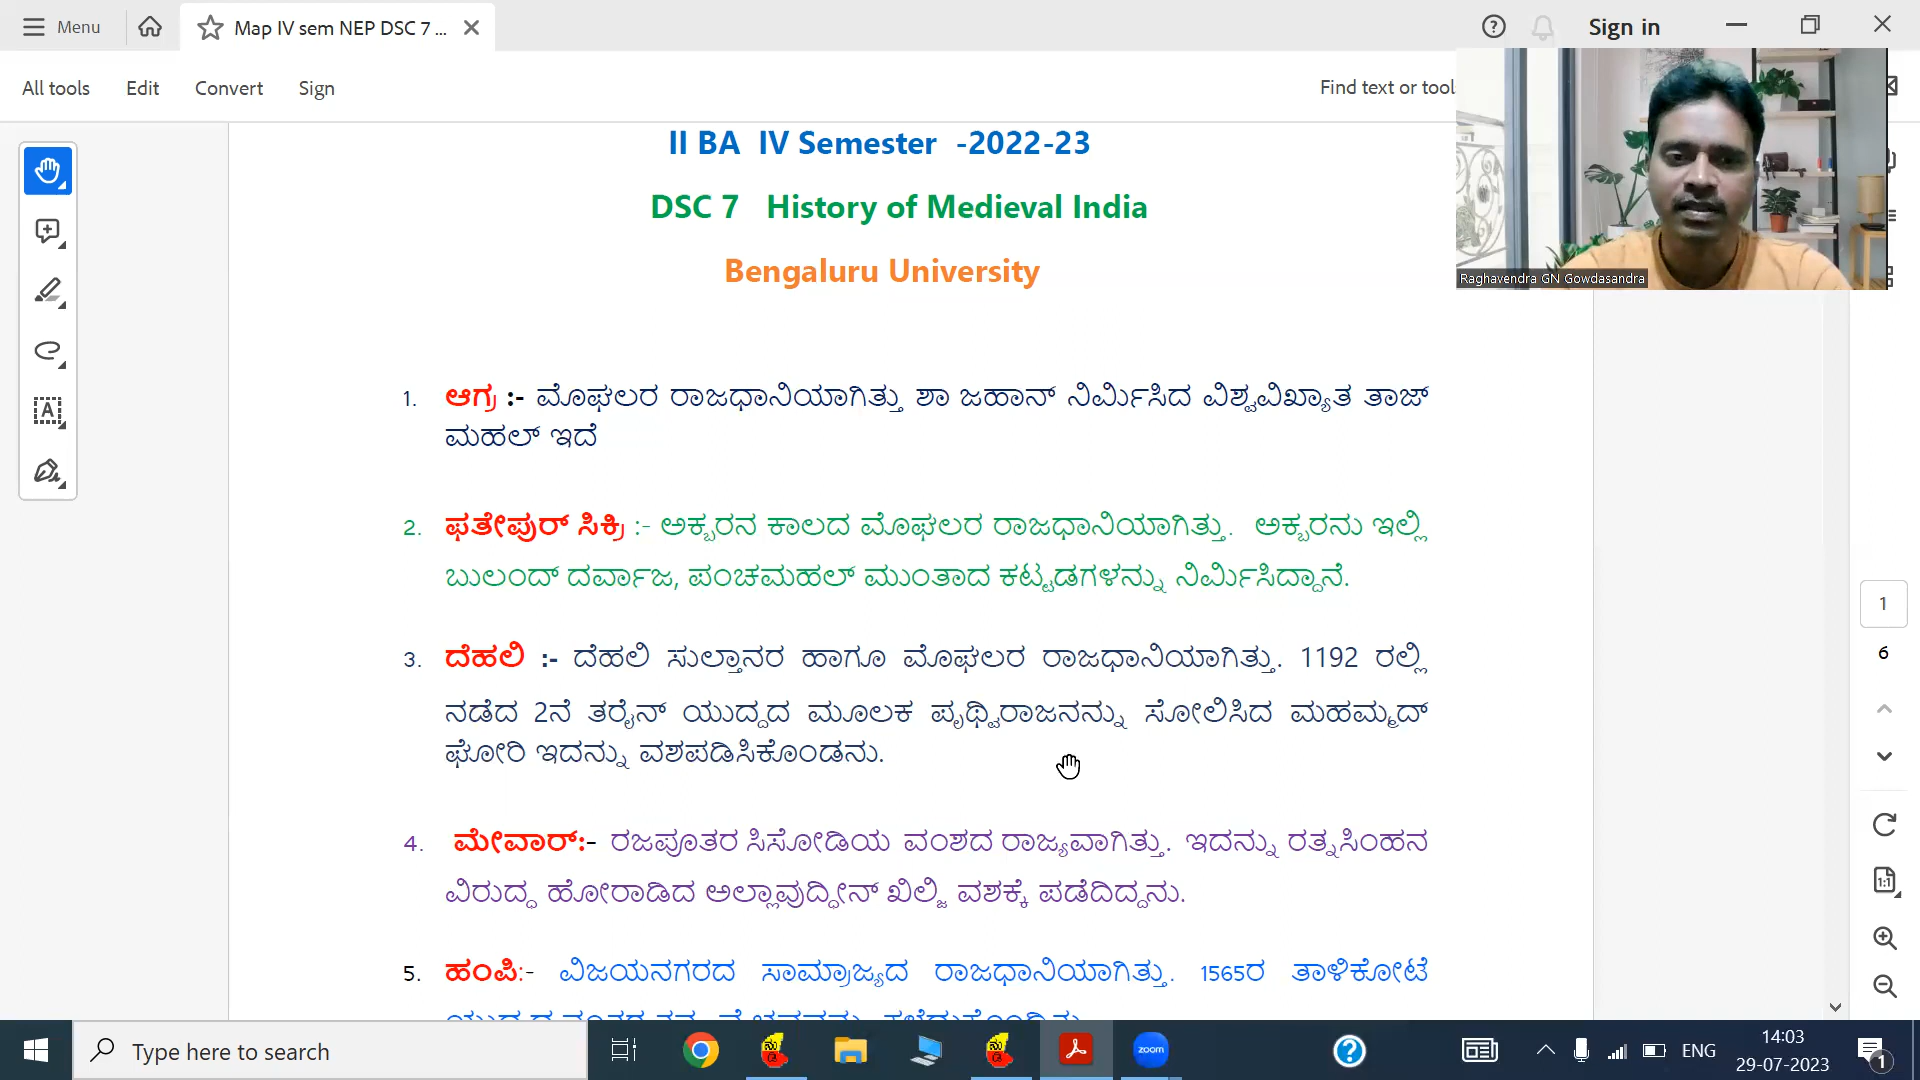 Menu
Map IV sem NEP DSC 7 ...
Sign in
All tools
Edit
Convert
Sign
Find text or tool
II BA IV Semester -2022-23
DSC 7 History of Medieval India
Bengaluru University
Raghavendra GN Gowdasandra
1. ಆಗ್ರ :- ಮೊಘಲರ ರಾಜಧಾನಿಯಾಗಿತ್ತು ಶಾ ಜಹಾನ್ ನಿರ್ಮಿಸಿದ ವಿಶ್ವವಿಖ್ಯಾತ ತಾಜ್
ಮಹಲ್ ಇದೆ
2. ಫತೇಪುರ್ ಸಿಕ್ರಿ :- ಅಕ್ಬರನ ಕಾಲದ ಮೊಘಲರ ರಾಜಧಾನಿಯಾಗಿತ್ತು. ಅಕ್ಬರನು ಇಲ್ಲಿ
ಬುಲಂದ್ ದರ್ವಾಜ, ಪಂಚಮಹಲ್ ಮುಂತಾದ ಕಟ್ಟಡಗಳನ್ನು ನಿರ್ಮಿಸಿದ್ದಾನೆ.
3. ದೆಹಲಿ :- ದೆಹಲಿ ಸುಲ್ತಾನರ ಹಾಗೂ ಮೊಘಲರ ರಾಜಧಾನಿಯಾಗಿತ್ತು. 1192 ರಲ್ಲಿ
ನಡೆದ 2ನೆ ತರೈನ್ ಯುದ್ಧದ ಮೂಲಕ ಪೃಥ್ವಿರಾಜನನ್ನು ಸೋಲಿಸಿದ ಮಹಮ್ಮದ್
ಘೋರಿ ಇದನ್ನು ವಶಪಡಿಸಿಕೊಂಡನು.
4. ಮೇವಾರ್:- ರಜಪೂತರ ಸಿಸೋಡಿಯ ವಂಶದ ರಾಜ್ಯವಾಗಿತ್ತು. ಇದನ್ನು ರತ್ನಸಿಂಹನ
ವಿರುದ್ಧ ಹೋರಾಡಿದ ಅಲ್ಲಾವುದ್ಧೀನ್ ಖಿಲ್ಜಿ ವಶಕ್ಕೆ ಪಡೆದಿದ್ದನು.
5. ಹಂಪಿ:- ವಿಜಯನಗರದ ಸಾಮ್ರಾಜ್ಯದ ರಾಜಧಾನಿಯಾಗಿತ್ತು. 1565ರ ತಾಳಿಕೋಟೆ
1
6
Type here to search
zoom
ENG
14:03
29-07-2023
1